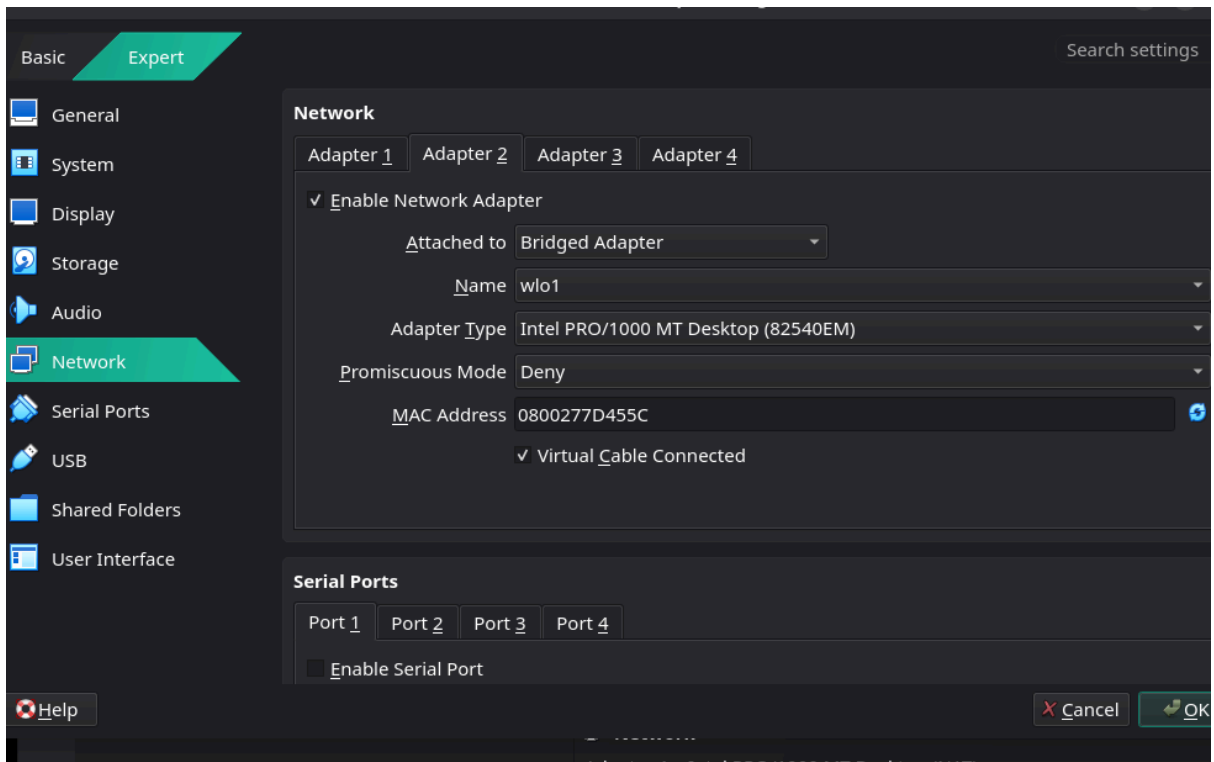 Basic Expert Search settings
General
System
Display
Storage
Audio
Network
Serial Ports
USB
Shared Folders
User Interface
Network
Adapter 1 Adapter 2 Adapter 3 Adapter 4
Enable Network Adapter
Attached to Bridged Adapter
Name wlo1
Adapter Type Intel PRO/1000 MT Desktop (82540EM)
Promiscuous Mode Deny
MAC Address 0800277D455C
Virtual Cable Connected
Serial Ports
Port 1 Port 2 Port 3 Port 4
Enable Serial Port
Help Cancel OK